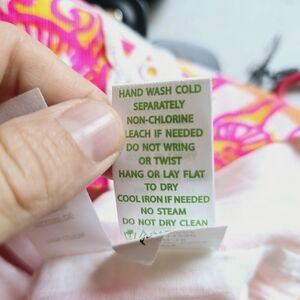 HAND WASH COLD
SEPARATELY
NON-CHLORINE
LEACH IF NEEDED
DO NOT WRING
OR TWIST
HANG OR LAY FLAT
TO DRY
COOL IRON IF NEEDED
NO STEAM
DO NOT DRY CLEAN